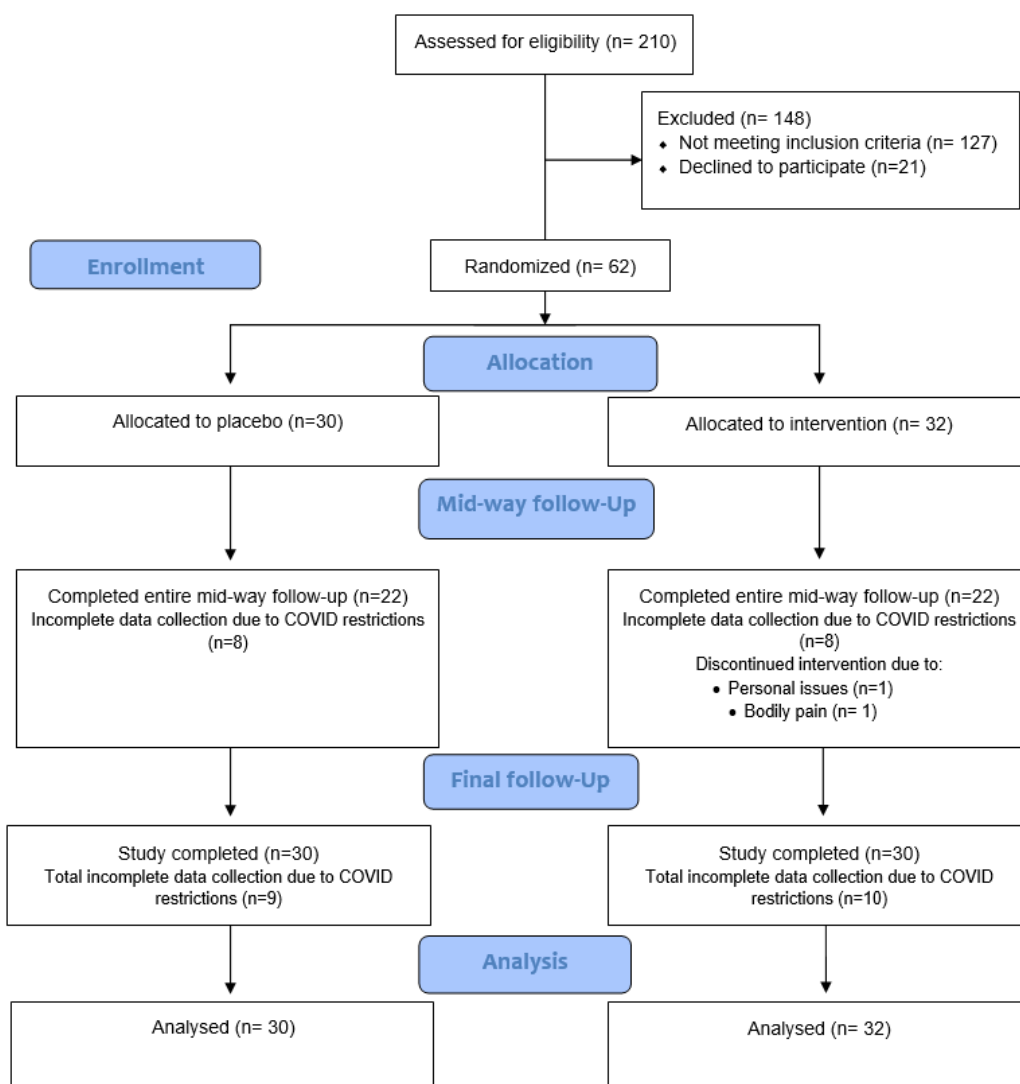 Assessed for eligibility (n= 210)
Excluded (n= 148)
⬥ Not meeting inclusion criteria (n= 127)
⬥ Declined to participate (n=21)
Enrollment
Randomized (n= 62)
Allocation
Allocated to placebo (n=30)
Allocated to intervention (n= 32)
Mid-way follow-Up
Completed entire mid-way follow-up (n=22)
Incomplete data collection due to COVID restrictions
(n=8)
Completed entire mid-way follow-up (n=22)
Incomplete data collection due to COVID restrictions
(n=8)
Discontinued intervention due to:
• Personal issues (n=1)
• Bodily pain (n= 1)
Final follow-Up
Study completed (n=30)
Total incomplete data collection due to COVID
restrictions (n=9)
Study completed (n=30)
Total incomplete data collection due to COVID
restrictions (n=10)
Analysis
Analysed (n= 30)
Analysed (n= 32)